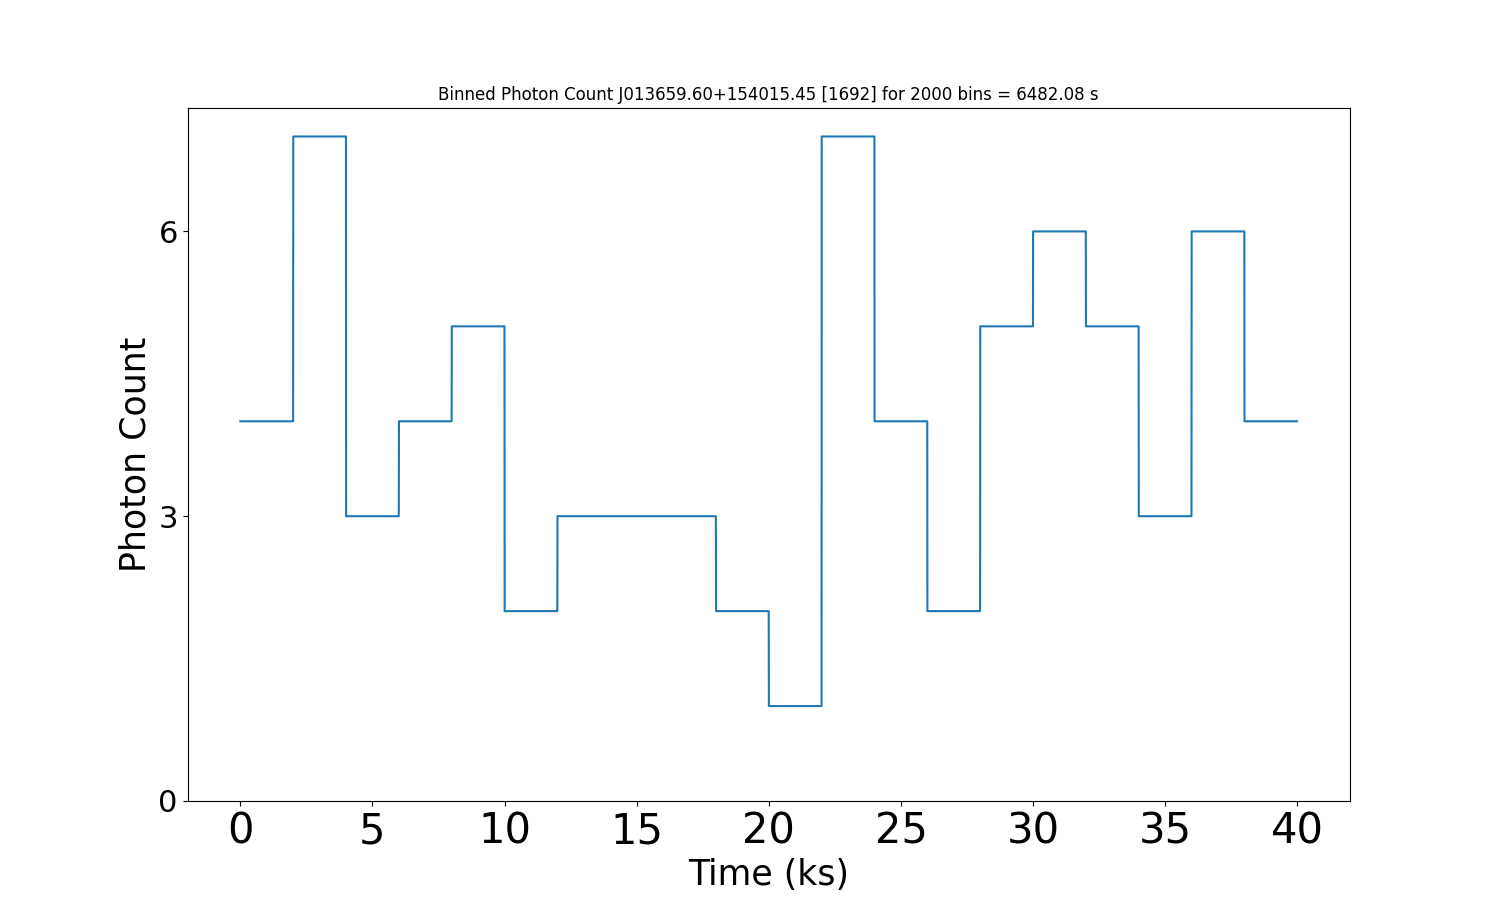 Binned Photon Count J013659.60+154015.45 [1692] for 2000 bins = 6482.08 s
Photon Count
6
3
0
0 5 10 15 20 25 30 35 40
Time (ks)